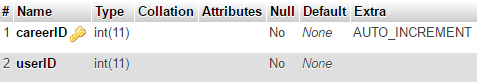 # Name Type Collation Attributes Null Default Extra
1 careerID int(11) No None AUTO_INCREMENT
2 userID int(11) No None